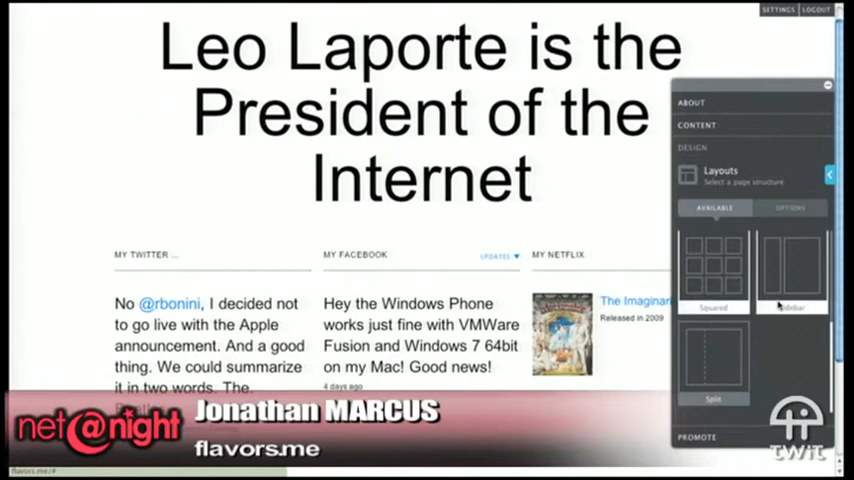 SETTINGS LOGOUT
Leo Laporte is the
President of the
Internet
ABOUT
CONTENT
DESIGN
Layouts
Select a page structure
AVAILABLE OPTIONS
Squared Sidebar
Split
PROMOTE
MY TWITTER ...
No @rbonini, I decided not
to go live with the Apple
announcement. And a good
thing. We could summarize
it in two words. The
MY FACEBOOK UPDATES
Hey the Windows Phone
works just fine with VMWare
Fusion and Windows 7 64bit
on my Mac! Good news!
4 days ago
MY NETFLIX
The Imaginari
Released in 2009
net@night
Jonathan MARCUS
flavors.me
TWiT
flavors.me/#